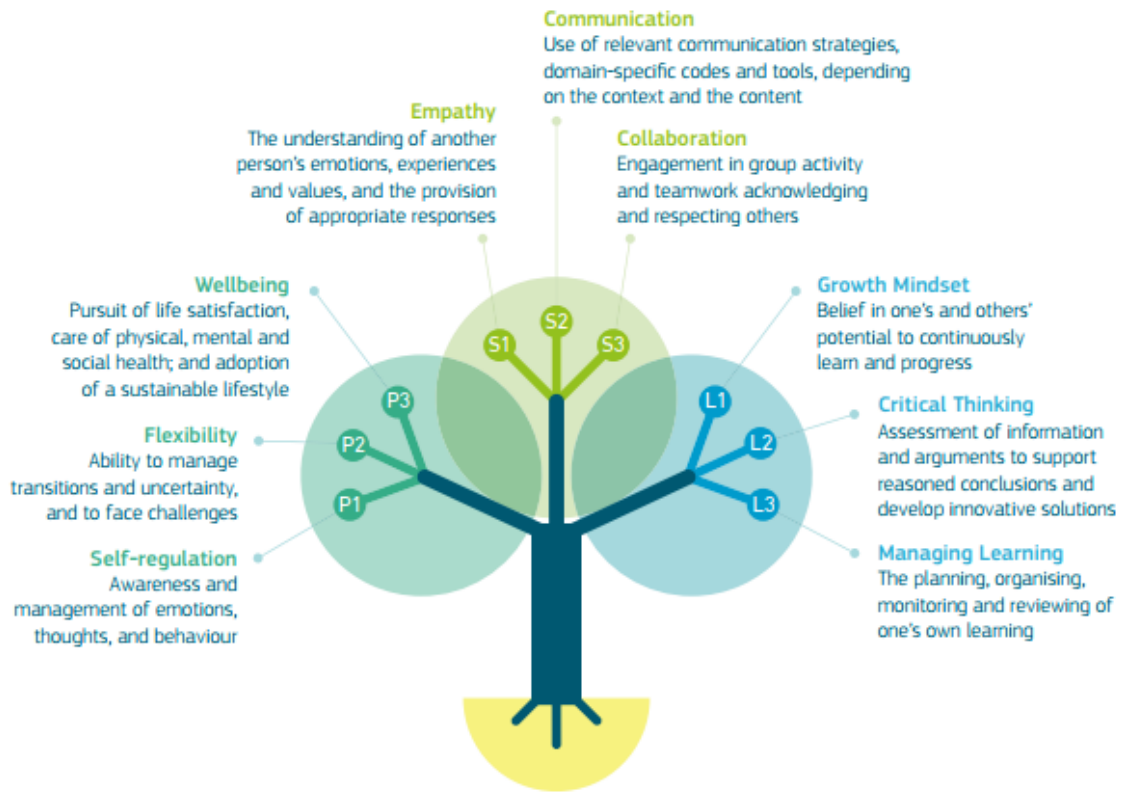 Communication
Use of relevant communication strategies,
domain-specific codes and tools, depending
on the context and the content
Empathy
The understanding of another
person's emotions, experiences
and values, and the provision
of appropriate responses
Collaboration
Engagement in group activity
and teamwork acknowledging
and respecting others
Wellbeing
Pursuit of life satisfaction,
care of physical, mental and
social health; and adoption
of a sustainable lifestyle
Flexibility
Ability to manage
transitions and uncertainty,
and to face challenges
Self-regulation
Awareness and
management of emotions,
thoughts, and behaviour
P3
P2
P1
S1
S2
S3
L1
L2
L3
Growth Mindset
Belief in one's and others'
potential to continuously
learn and progress
Critical Thinking
Assessment of information
and arguments to support
reasoned conclusions and
develop innovative solutions
Managing Learning
The planning, organising,
monitoring and reviewing of
one's own learning